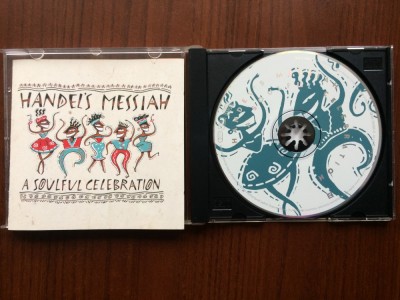 HANDEL'S MESSIAH
A SOULFUL CELEBRATION